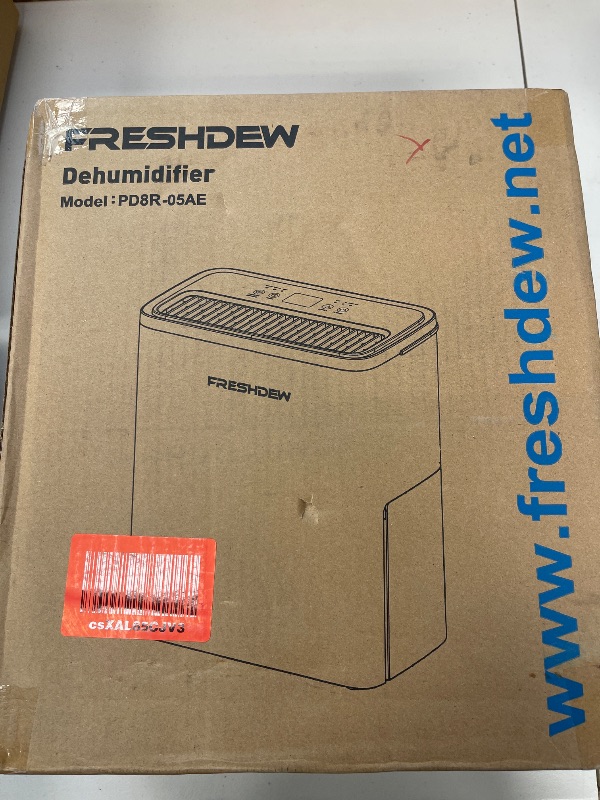 FRESHDEW
Dehumidifier
Model : PD8R-05AE
www.freshdew.net
FRESHDEW